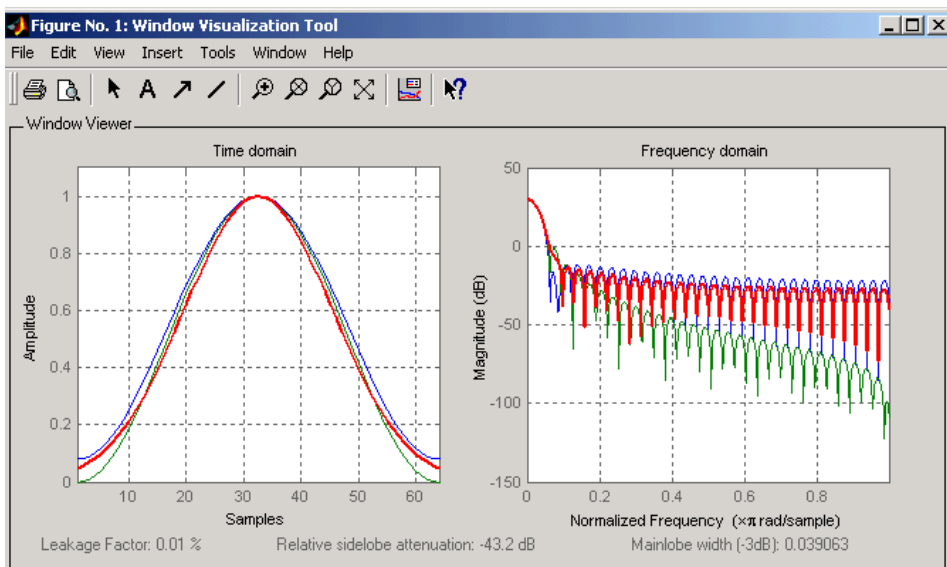 Figure No. 1: Window Visualization Tool
File Edit View Insert Tools Window Help
A
?
Window Viewer
Time domain
Frequency domain
Amplitude
1
0.8
0.6
0.4
0.2
0
10 20 30 40 50 60
Samples
Magnitude (dB)
50
0
-50
-100
-150
0 0.2 0.4 0.6 0.8
Normalized Frequency (×π rad/sample)
Leakage Factor: 0.01 % Relative sidelobe attenuation: -43.2 dB Mainlobe width (-3dB): 0.039063